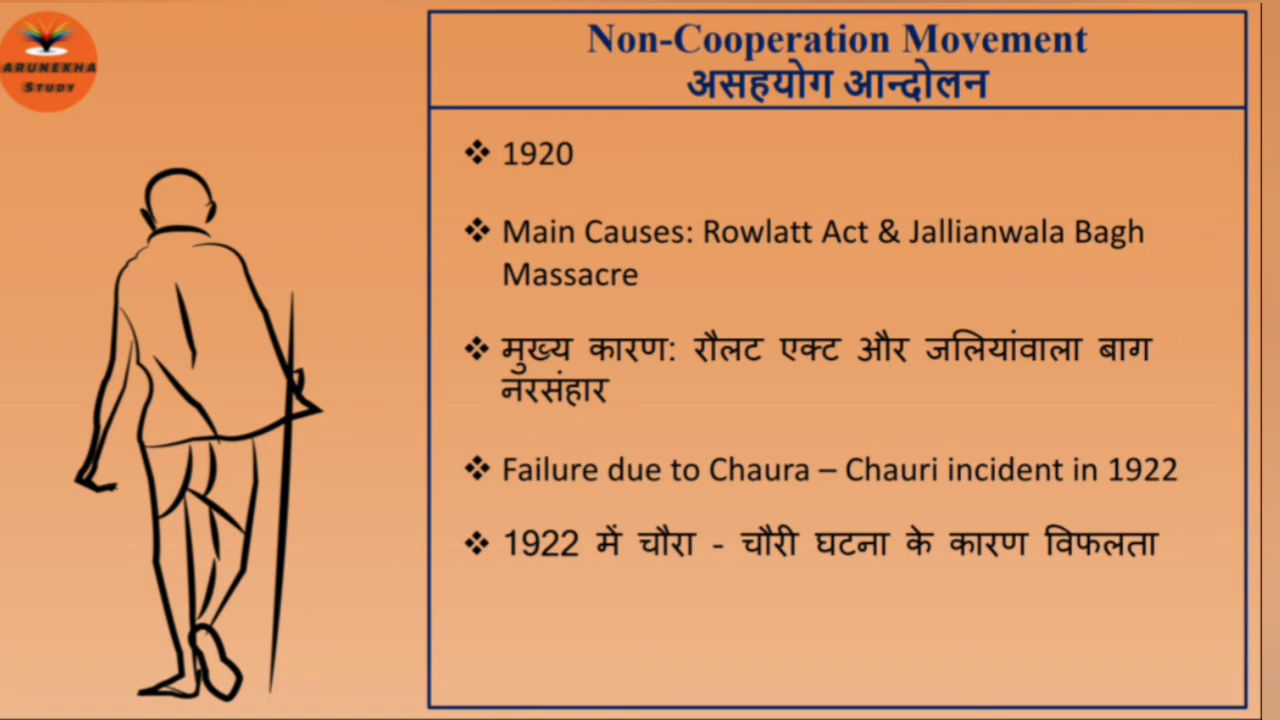 ARUNEKHA
STUDY
Non-Cooperation Movement
असहयोग आन्दोलन
❖ 1920
❖ Main Causes: Rowlatt Act & Jallianwala Bagh
Massacre
❖ मुख्य कारण: रौलट एक्ट और जलियांवाला बाग
नरसंहार
❖ Failure due to Chaura – Chauri incident in 1922
❖ 1922 में चौरा - चौरी घटना के कारण विफलता